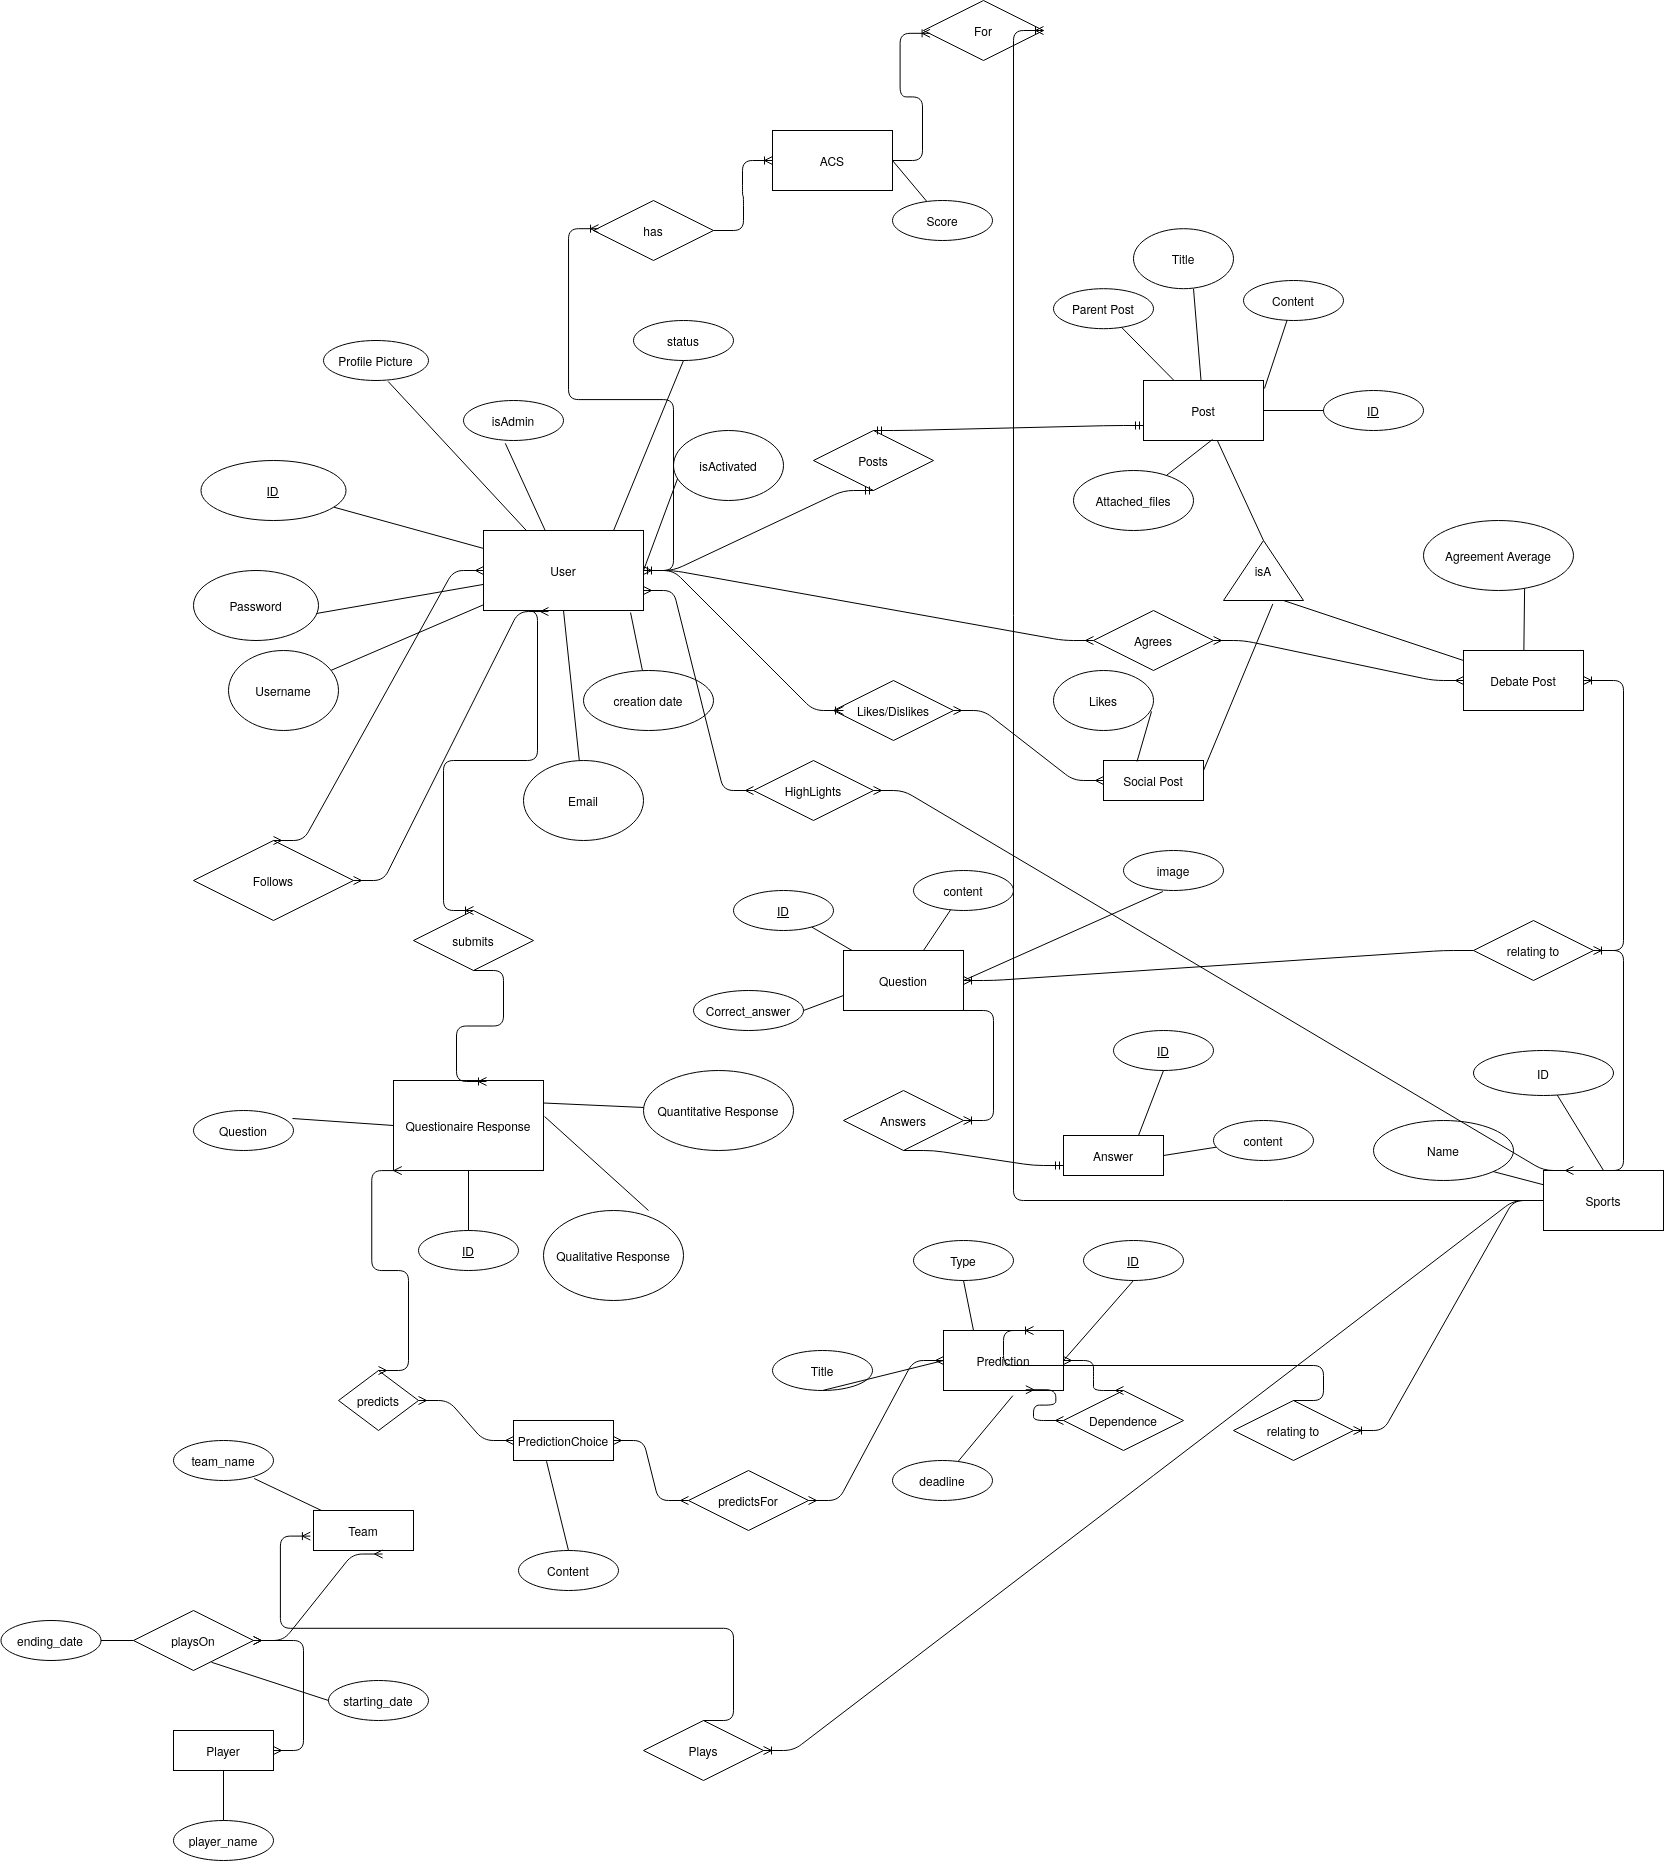 For
ACS
Score
has
Title
Parent Post
Content
status
Profile Picture
Post
ID
isAdmin
isActivated
Posts
ID
Attached_files
Agreement Average
User
isA
Password
Agrees
Debate Post
Username
creation date
Likes
Likes/Dislikes
Social Post
Email
HighLights
Follows
image
content
ID
submits
relating to
Question
Correct_answer
ID
ID
Quantitative Response
Questionaire Response
Question
Answers
Answer
content
Name
Sports
ID
Qualitative Response
Type
ID
Prediction
Title
predicts
Dependence
relating to
PredictionChoice
team_name
deadline
predictsFor
Team
Content
ending_date
playsOn
starting_date
Player
Plays
player_name